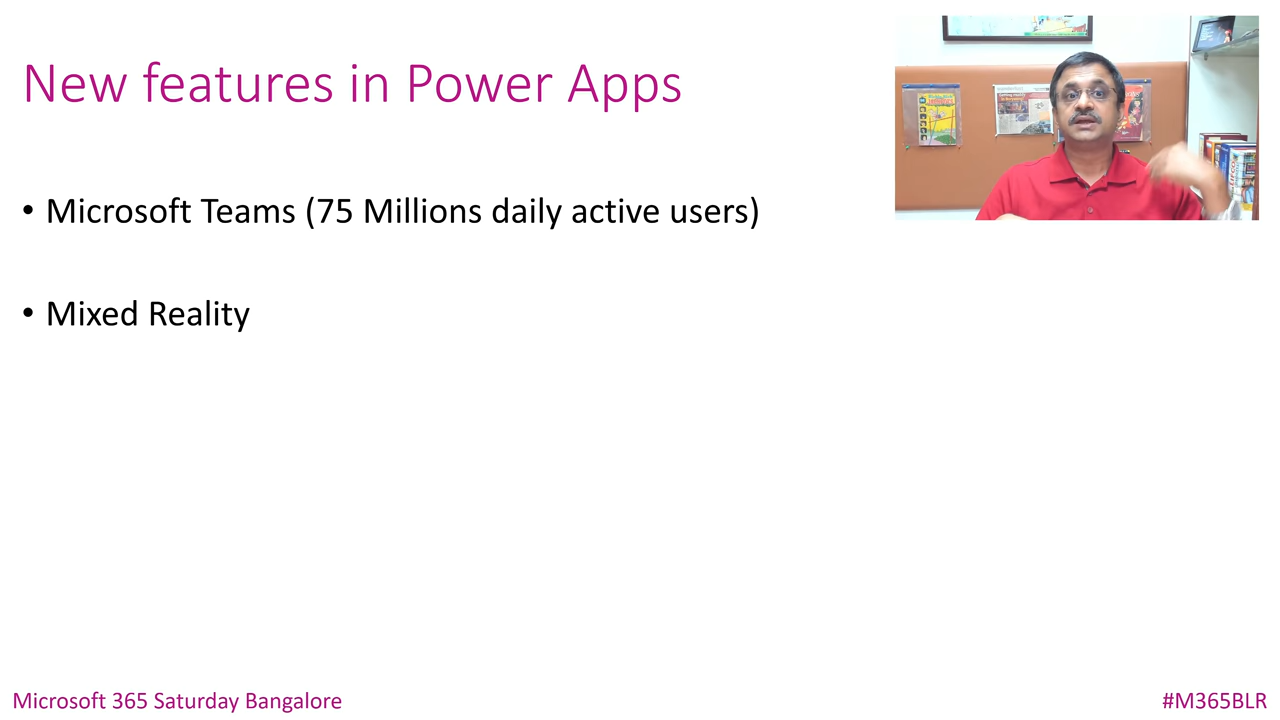 New features in Power Apps
• Microsoft Teams (75 Millions daily active users)
• Mixed Reality
Microsoft 365 Saturday Bangalore
#M365BLR